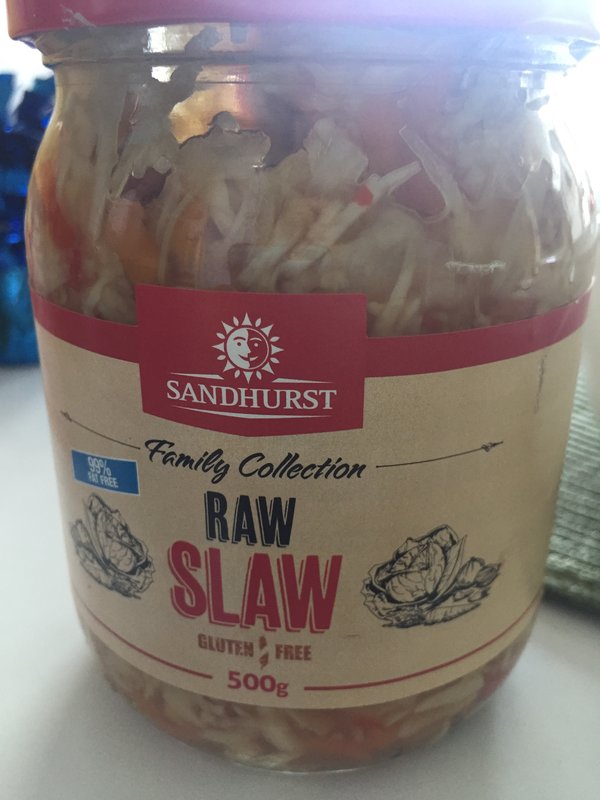 SANDHURST
Family Collection
99%
FAT FREE
RAW
SLAW
GLUTEN FREE
500g